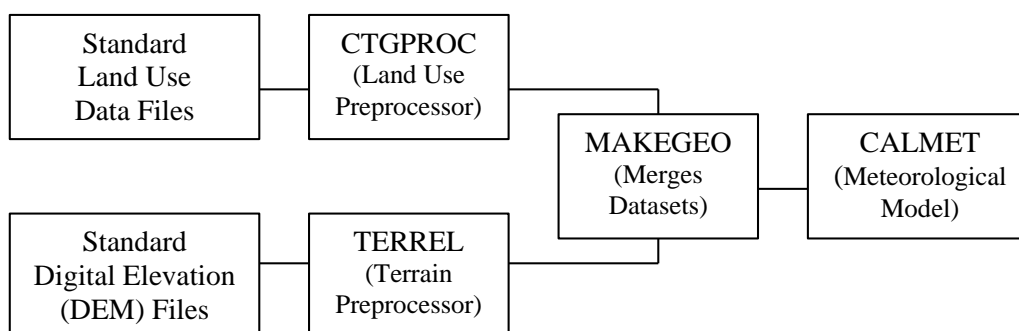 Standard
Land Use
Data Files
CTGPROC
(Land Use
Preprocessor)
MAKEGEO
(Merges
Datasets)
CALMET
(Meteorological
Model)
Standard
Digital Elevation
(DEM) Files
TERREL
(Terrain
Preprocessor)